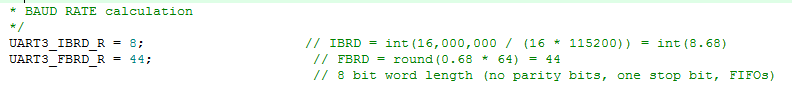 * BAUD RATE calculation
*/
UART3_IBRD_R = 8; // IBRD = int(16,000,000 / (16 * 115200)) = int(8.68)
UART3_FBRD_R = 44; // FBRD = round(0.68 * 64) = 44
// 8 bit word length (no parity bits, one stop bit, FIFOs)